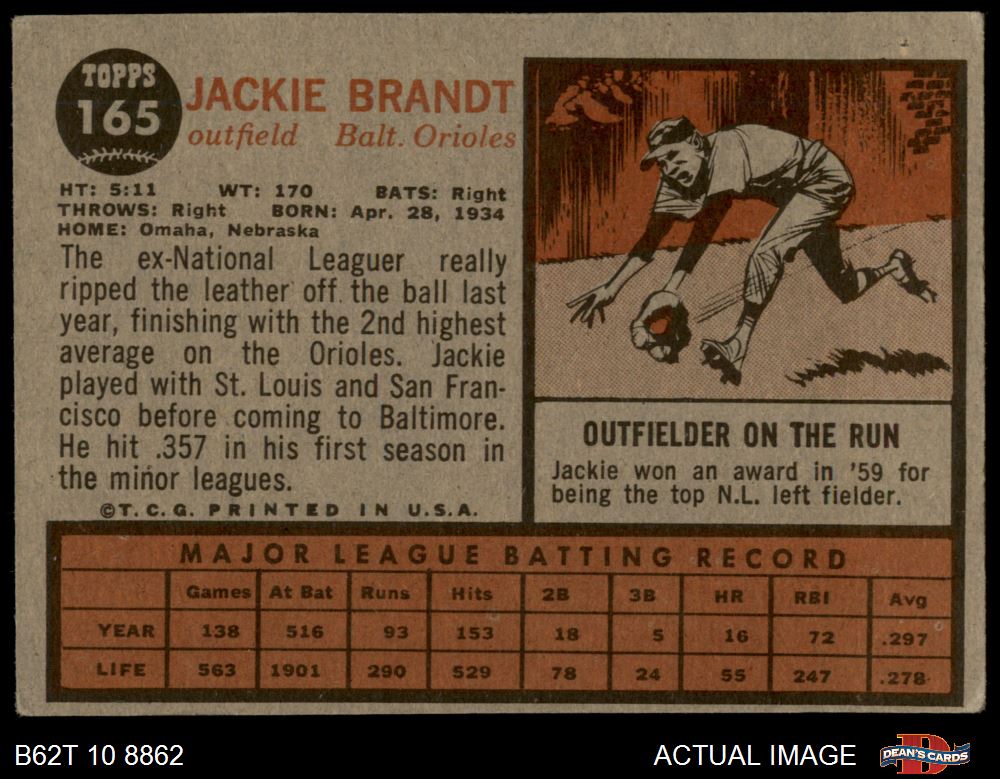 TOPPS
165
JACKIE BRANDT
outfield Balt. Orioles
HT: 5:11 WT: 170 BATS: Right
THROWS: Right BORN: Apr. 28, 1934
HOME: Omaha, Nebraska
The ex-National Leaguer really
ripped the leather off the ball last
year, finishing with the 2nd highest
average on the Orioles. Jackie
played with St. Louis and San Fran-
cisco before coming to Baltimore.
He hit .357 in his first season in
the minor leagues.
©T.C.G. PRINTED IN U.S.A.
OUTFIELDER ON THE RUN
Jackie won an award in '59 for
being the top N.L. left fielder.
MAJOR LEAGUE BATTING RECORD
Games At Bat Runs Hits 2B 3B HR RBI Avg
YEAR 138 516 93 153 18 5 16 72 .297
LIFE 563 1901 290 529 78 24 55 247 .278
B62T 10 8862 ACTUAL IMAGE DEAN'S CARDS